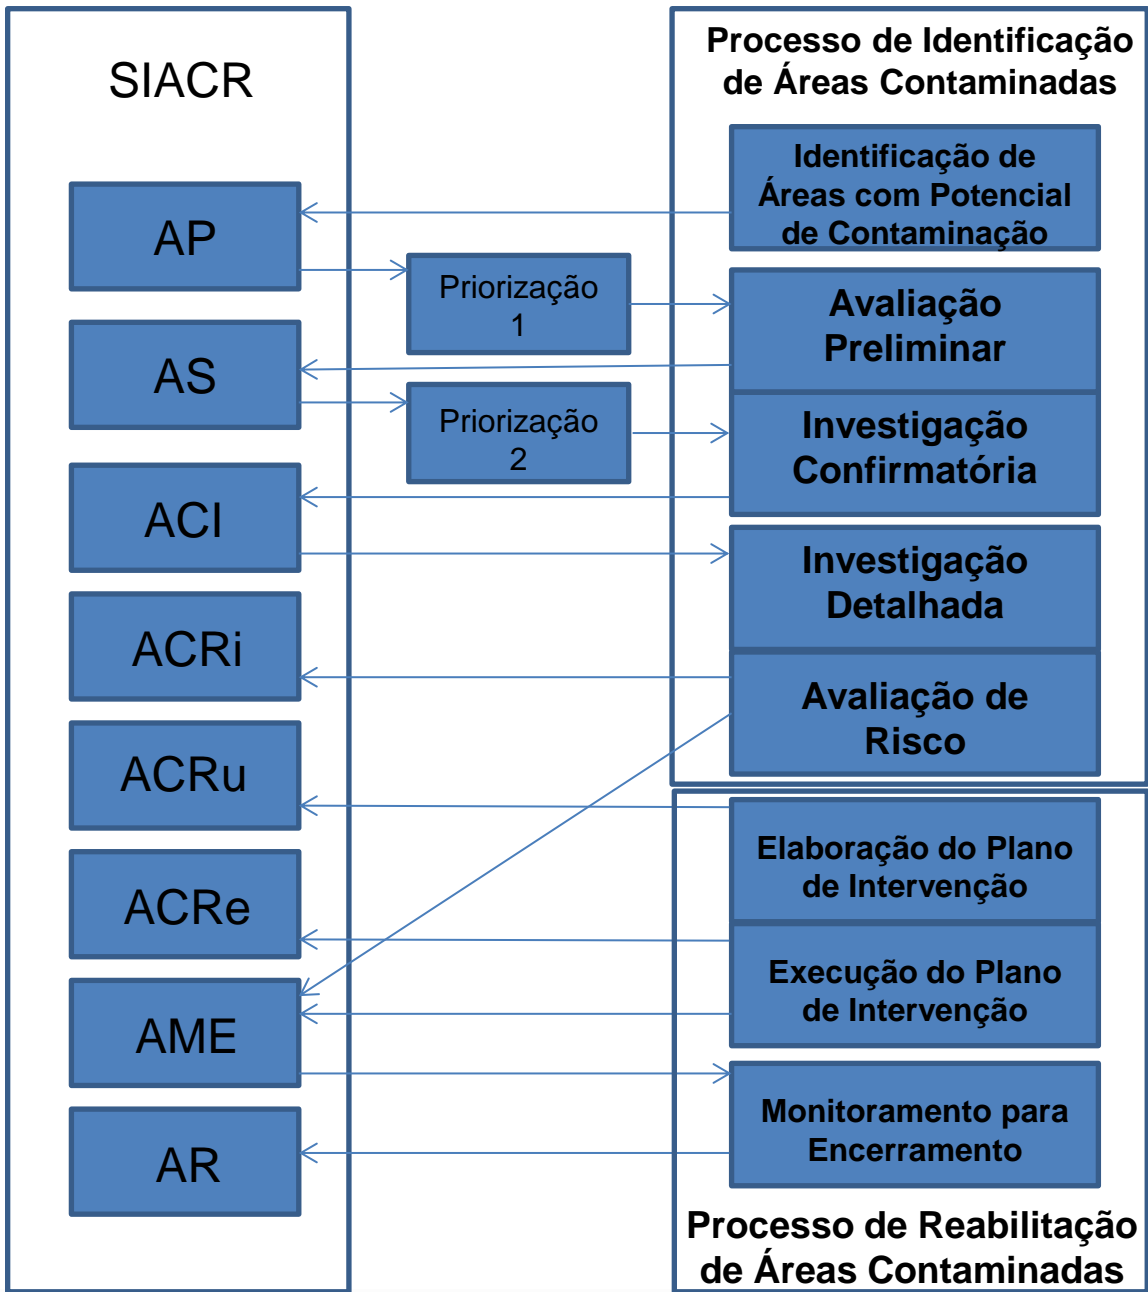 SIACR
AP
AS
ACI
ACRi
ACRu
ACRe
AME
AR
Priorização
1
Priorização
2
Processo de Identificação
de Áreas Contaminadas
Identificação de
Áreas com Potencial
de Contaminação
Avaliação
Preliminar
Investigação
Confirmatória
Investigação
Detalhada
Avaliação de
Risco
Elaboração do Plano
de Intervenção
Execução do Plano
de Intervenção
Monitoramento para
Encerramento
Processo de Reabilitação
de Áreas Contaminadas